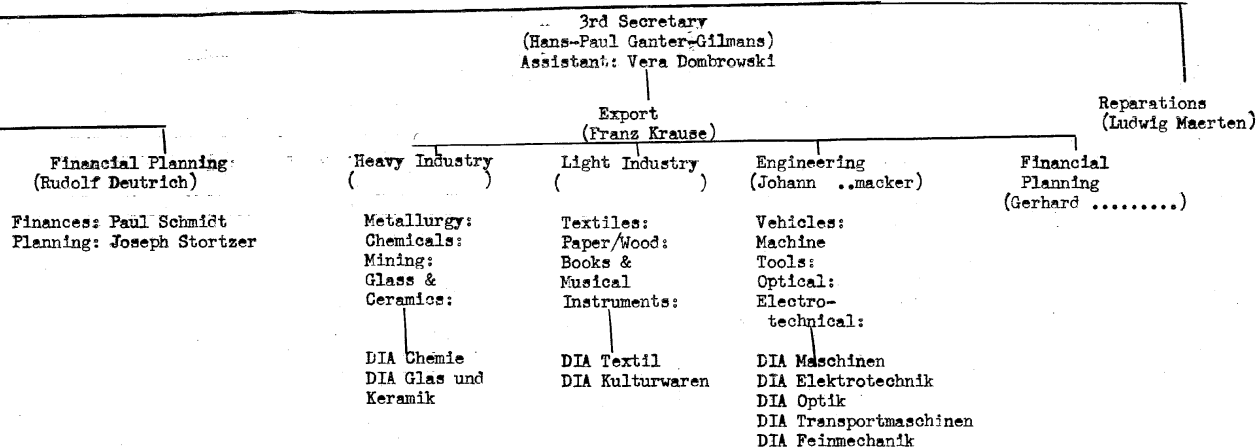 3rd Secretary
(Hans-Paul Ganter-Gilmans)
Assistant: Vera Dombrowski
Export
(Franz Krause)
Reparations
(Ludwig Maerten)
Financial Planning:
(Rudolf Deutrich)
Finances: Paul Schmidt
Planning: Joseph Stortzer
Heavy Industry
( )
Metallurgy:
Chemicals:
Mining:
Glass &
Ceramics:
DIA Chemie
DIA Glas und
Keramik
Light Industry
( )
Textiles:
Paper/Wood:
Books &
Musical
Instruments:
DIA Textil
DIA Kulturwaren
Engineering
(Johann ..macker)
Vehicles:
Machine
Tools:
Optical:
Electro-
technical:
DIA Maschinen
DIA Elektrotechnik
DIA Optik
DIA Transportmaschinen
DIA Feinmechanik
Financial
Planning
(Gerhard .........)